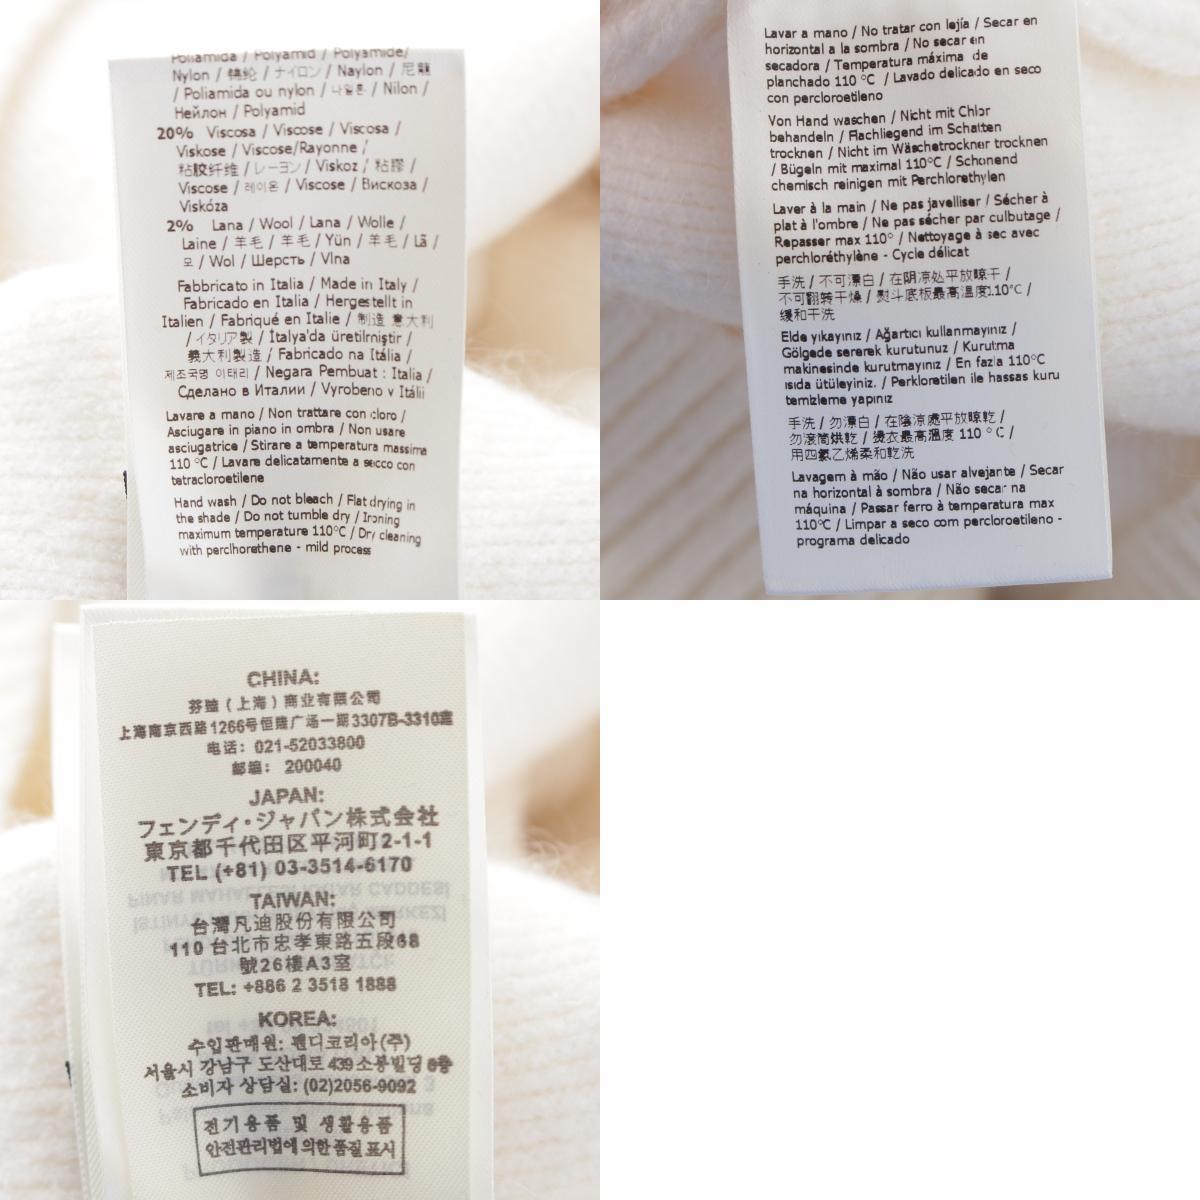 Poliamida / Polyamid / Polyamide/
Nylon / 锦纶 / ナイロン / Naylon / 尼龍
/ Poliamida ou nylon / 나일론 / Nilon /
Нейлон / Polyamid
20% Viscosa / Viscose / Viscosa /
Viskose / Viscose/Rayonne /
粘胶纤维 / レーヨン / Viskoz / 粘膠 /
Viscose / 레이온 / Viscose / Вискоза /
Viskóza
2% Lana / Wool / Lana / Wolle /
Laine / 羊毛 / 羊毛 / Yün / 羊毛 / Lã /
모 / Wol / Шерсть / Vlna
Fabbricato in Italia / Made in Italy /
Fabricado en Italia / Hergestellt in
Italien / Fabriqué en Italie / 制造 意大利
/ イタリア製 / İtalya'da üretilmiştir /
義大利製造 / Fabricado na Itália /
제조국명 이태리 / Negara Pembuat : Italia /
Сделано в Италии / Vyrobeno v Itálii
Lavare a mano / Non trattare con cloro /
Asciugare in piano in ombra / Non usare
asciugatrice / Stirare a temperatura massima
110 °C / Lavare delicatamente a secco con
tetracloroetilene
Hand wash / Do not bleach / Flat drying in
the shade / Do not tumble dry / Ironing
maximum temperature 110°C / Dry cleaning
with perclhorethene - mild process
Lavar a mano / No tratar con lejía / Secar en
horizontal a la sombra / No secar en
secadora / Temperatura máxima de
planchado 110 °C / Lavado delicado en seco
con percloroetileno
Von Hand waschen / Nicht mit Chlor
behandeln / Flachliegend im Schatten
trocknen / Nicht im Wäschetrockner trocknen
/ Bügeln mit maximal 110°C / Schonend
chemisch reinigen mit Perchlorethylen
Laver à la main / Ne pas javelliser / Sécher à
plat à l'ombre / Ne pas sécher par culbutage /
Repasser max 110° / Nettoyage à sec avec
perchloréthylène - Cycle délicat
手洗 / 不可漂白 / 在阴凉处平放晾干 /
不可翻转干燥 / 熨斗底板最高温度110°C /
缓和干洗
Elde yıkayınız / Ağartıcı kullanmayınız /
Gölgede sererek kurutunuz / Kurutma
makinesinde kurutmayınız / En fazla 110°C
ısıda ütüleyiniz. / Perkloretilen ile hassas kuru
temizleme yapınız
手洗 / 勿漂白 / 在陰涼處平放晾乾 /
勿滾筒烘乾 / 燙衣最高溫度 110 ° C /
用四氯乙烯柔和乾洗
Lavagem à mão / Não usar alvejante / Secar
na horizontal à sombra / Não secar na
máquina / Passar ferro à temperatura max
110°C / Limpar a seco com percloroetileno -
programa delicado
CHINA:
芬迪（上海）商业有限公司
上海南京西路1266号恒隆广场一期3307B-3310室
电话：021-52033800
邮编： 200040
JAPAN:
フェンディ・ジャパン株式会社
東京都千代田区平河町2-1-1
TEL (+81) 03-3514-6170
TAIWAN:
台灣凡迪股份有限公司
110 台北市忠孝東路五段68
號26樓A3室
TEL: +886 2 3518 1888
KOREA:
수입판매원: 펜디코리아(주)
서울시 강남구 도산대로 439 소봉빌딩 6층
소비자 상담실: (02)2056-9092
전기용품 및 생활용품
안전관리법에 의한 품질 표시